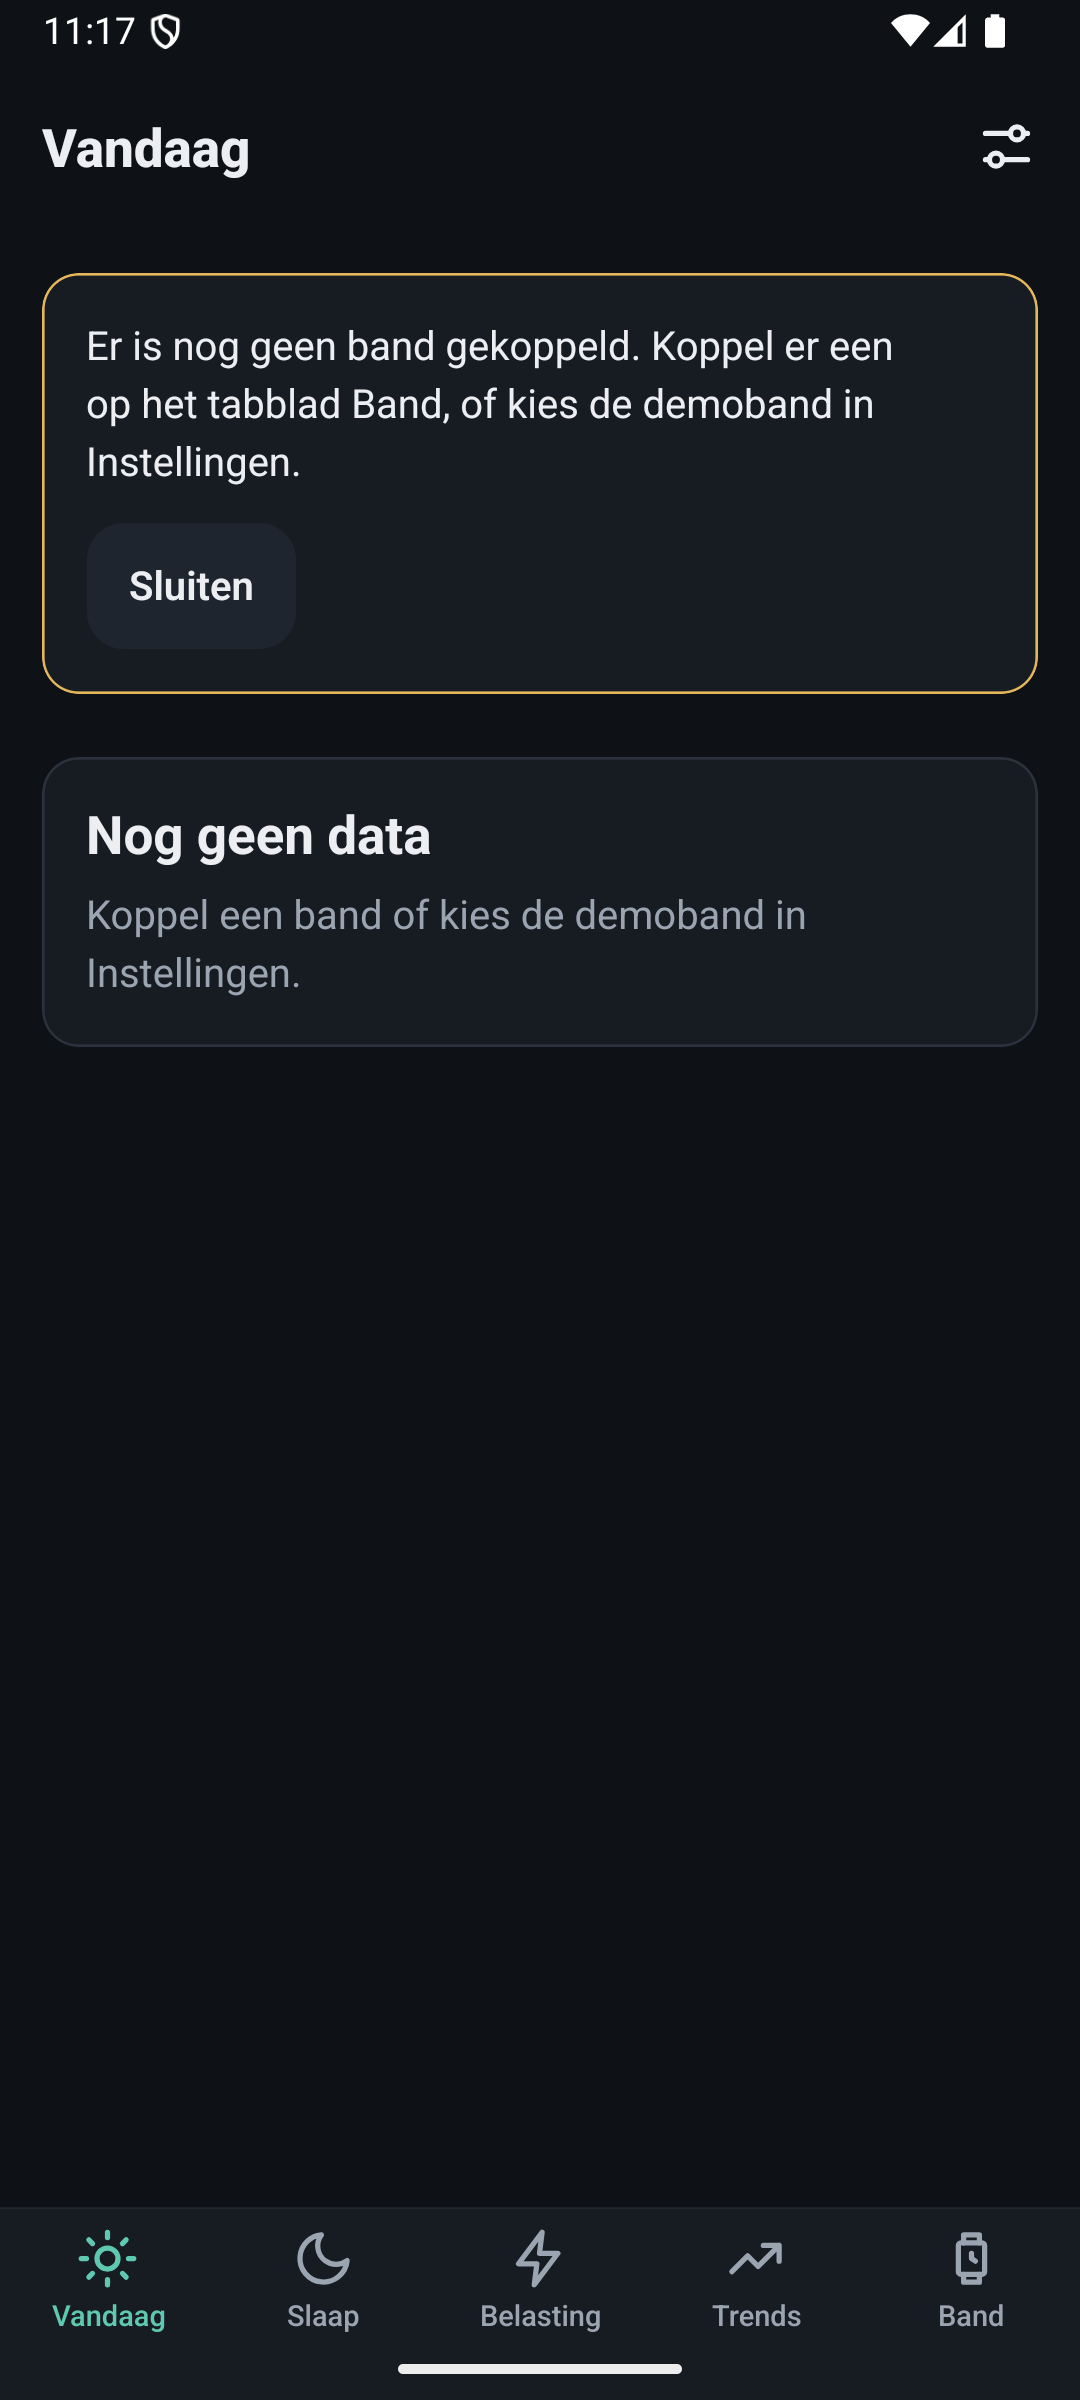 11:17
Vandaag
Er is nog geen band gekoppeld. Koppel er een
op het tabblad Band, of kies de demoband in
Instellingen.
Sluiten
Nog geen data
Koppel een band of kies de demoband in
Instellingen.
Vandaag
Slaap
Belasting
Trends
Band